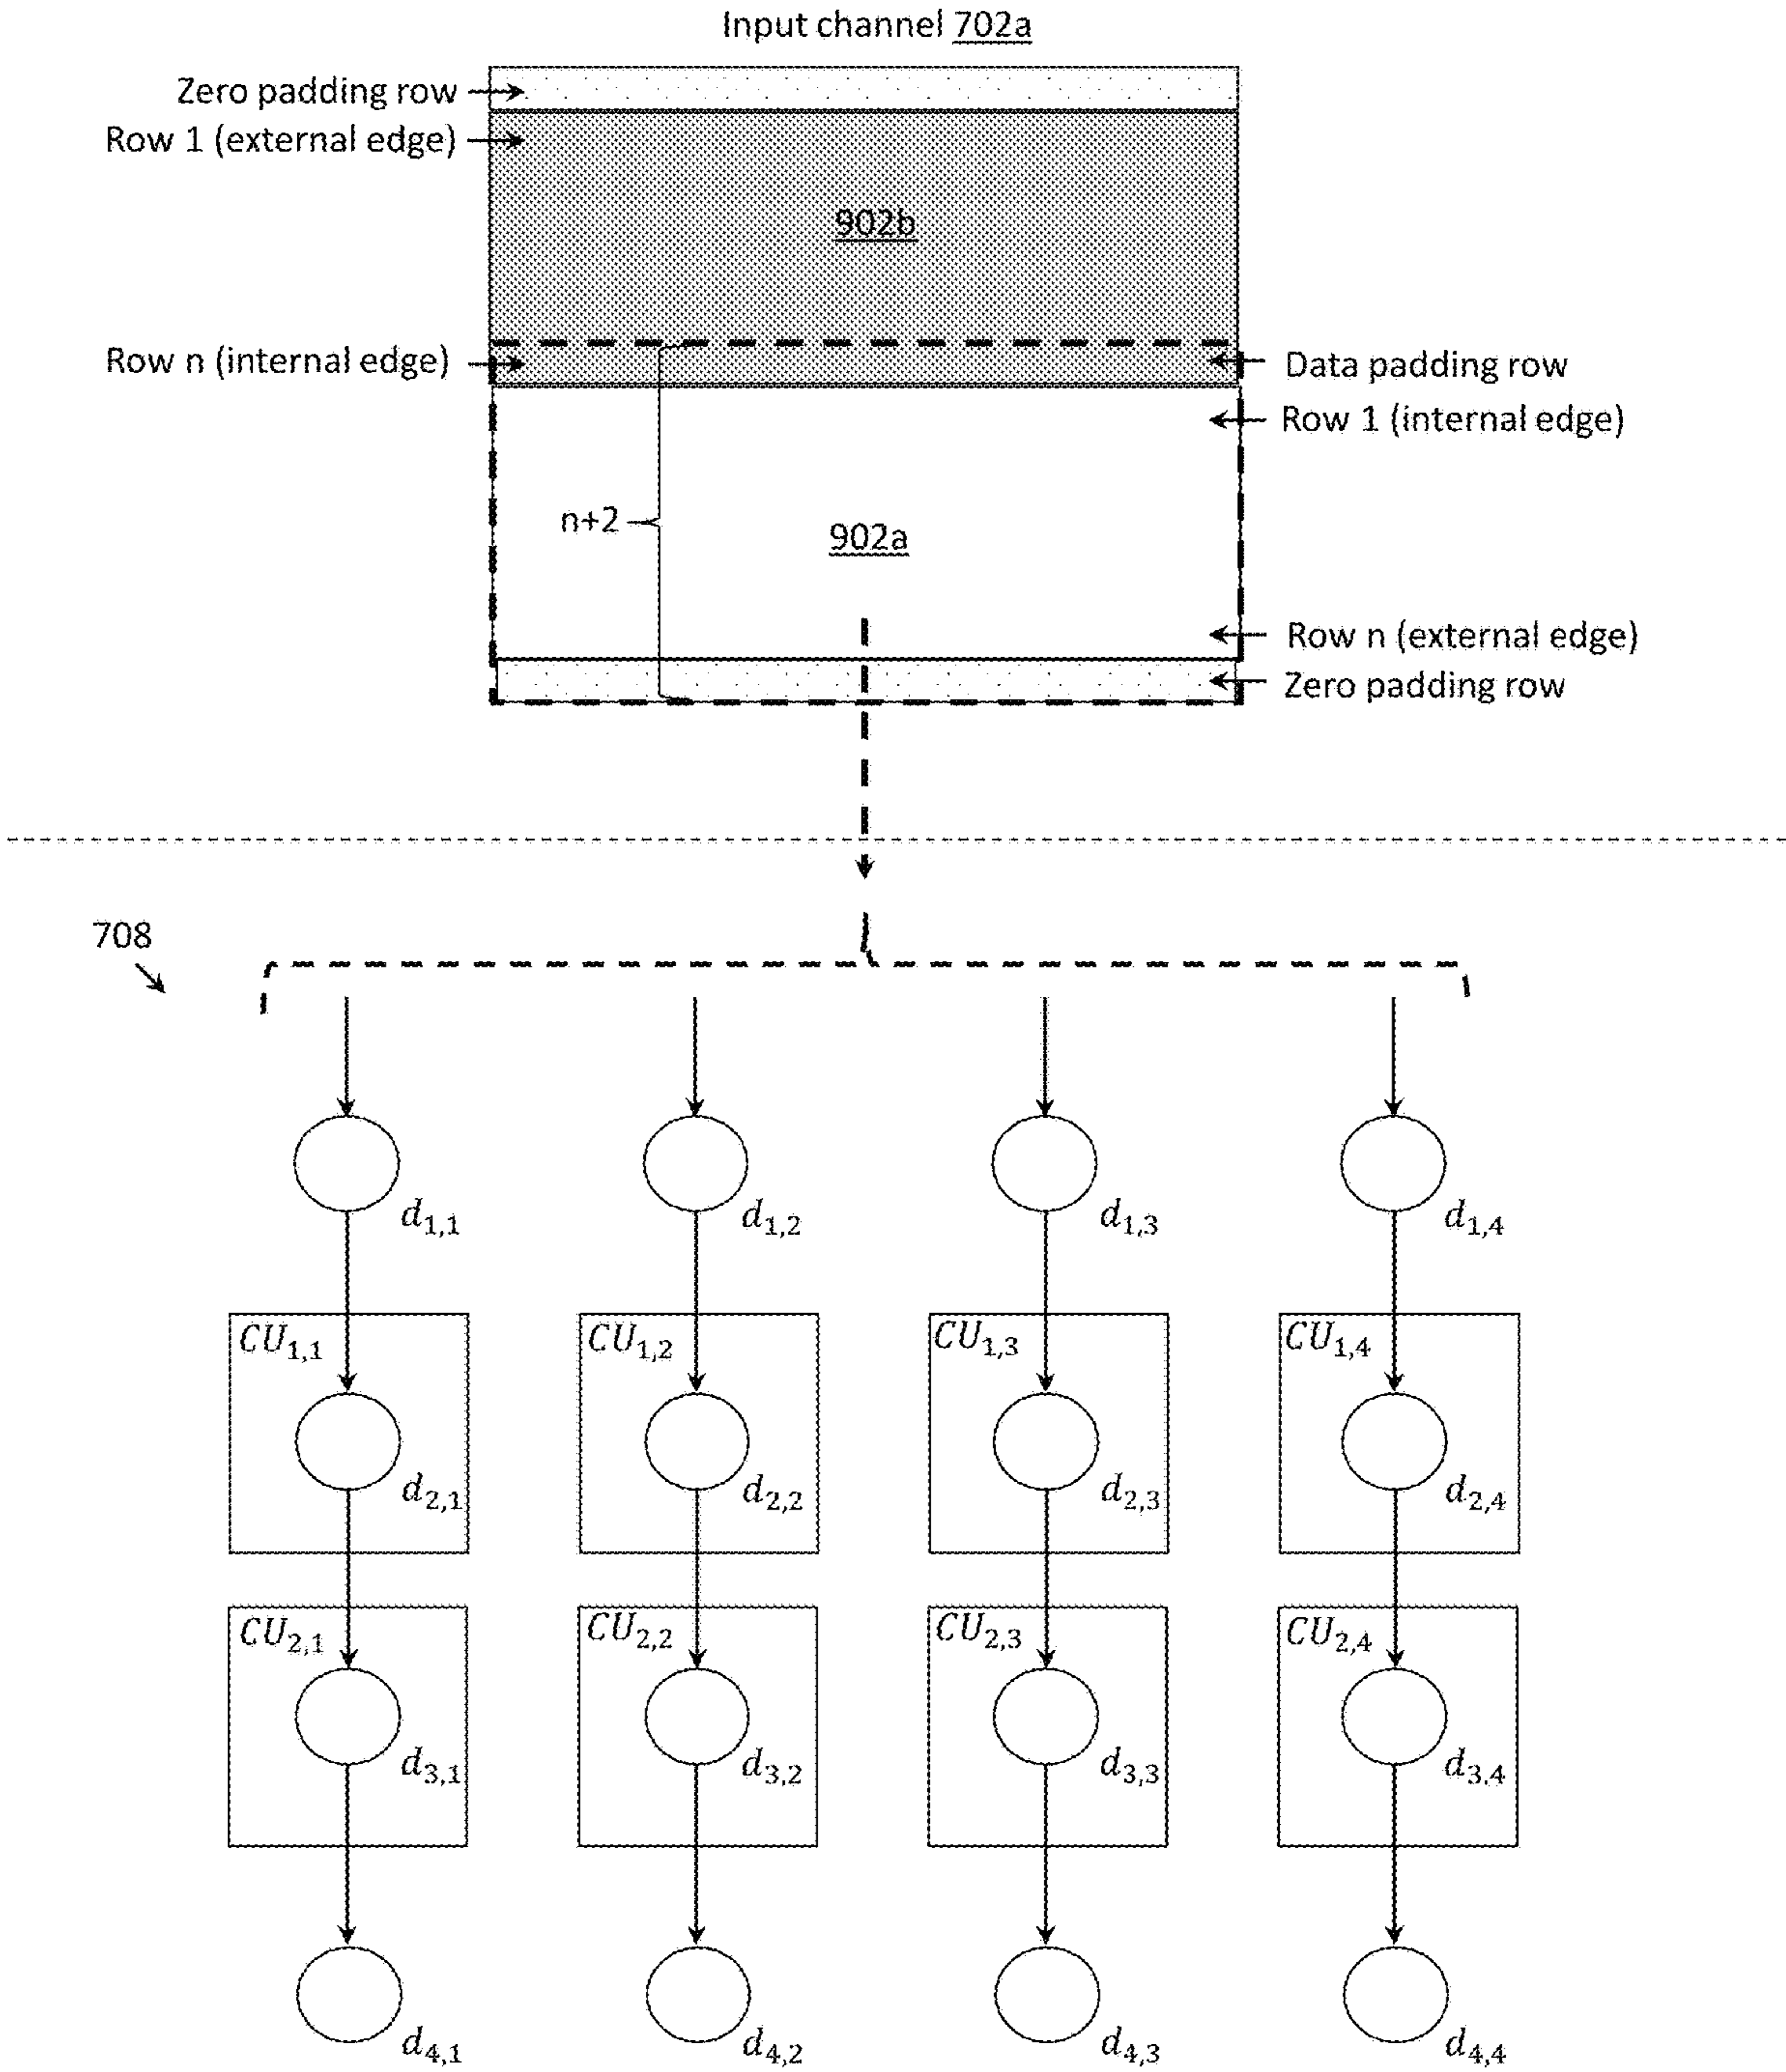 Input channel 702a
Zero padding row
Row 1 (external edge)
902b
Row n (internal edge)
Data padding row
Row 1 (internal edge)
n+2
902a
Row n (external edge)
Zero padding row
708
d1,1 d1,2 d1,3 d1,4
CU1,1 CU1,2 CU1,3 CU1,4
d2,1 d2,2 d2,3 d2,4
CU2,1 CU2,2 CU2,3 CU2,4
d3,1 d3,2 d3,3 d3,4
d4,1 d4,2 d4,3 d4,4